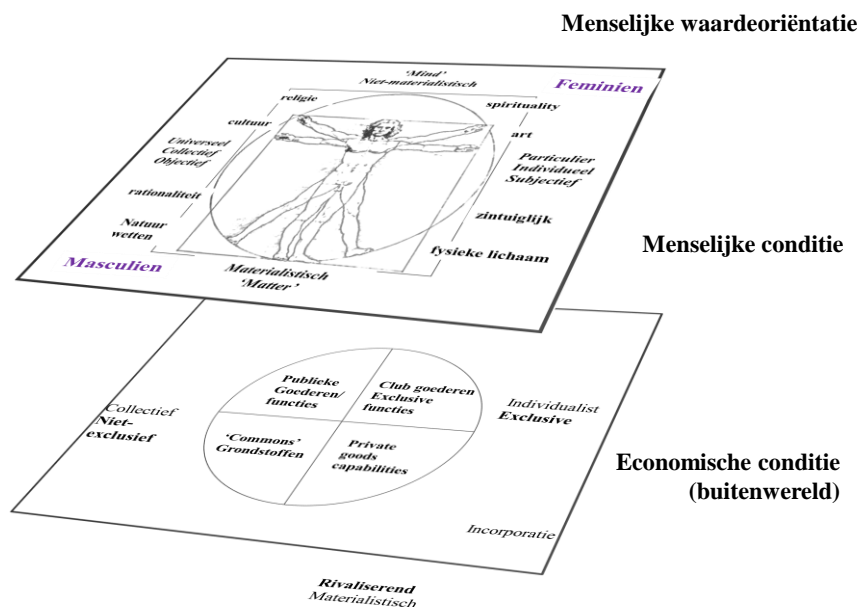 Menselijke waardeoriëntatie
‘Mind’
Niet-materialistisch
Feminien
religie
spirituality
cultuur
art
Universeel
Collectief
Objectief
Particulier
Individueel
Subjectief
rationaliteit
zintuiglijk
Natuur
wetten
fysieke lichaam
Menselijke conditie
Masculien
Materialistisch
‘Matter’
Publieke
Goederen/
functies
Club goederen
Exclusive
functies
Collectief
Niet-
exclusief
Individualist
Exclusive
‘Commons’
Grondstoffen
Private
goods
capabilities
Economische conditie
(buitenwereld)
Incorporatie
Rivaliserend
Materialistisch